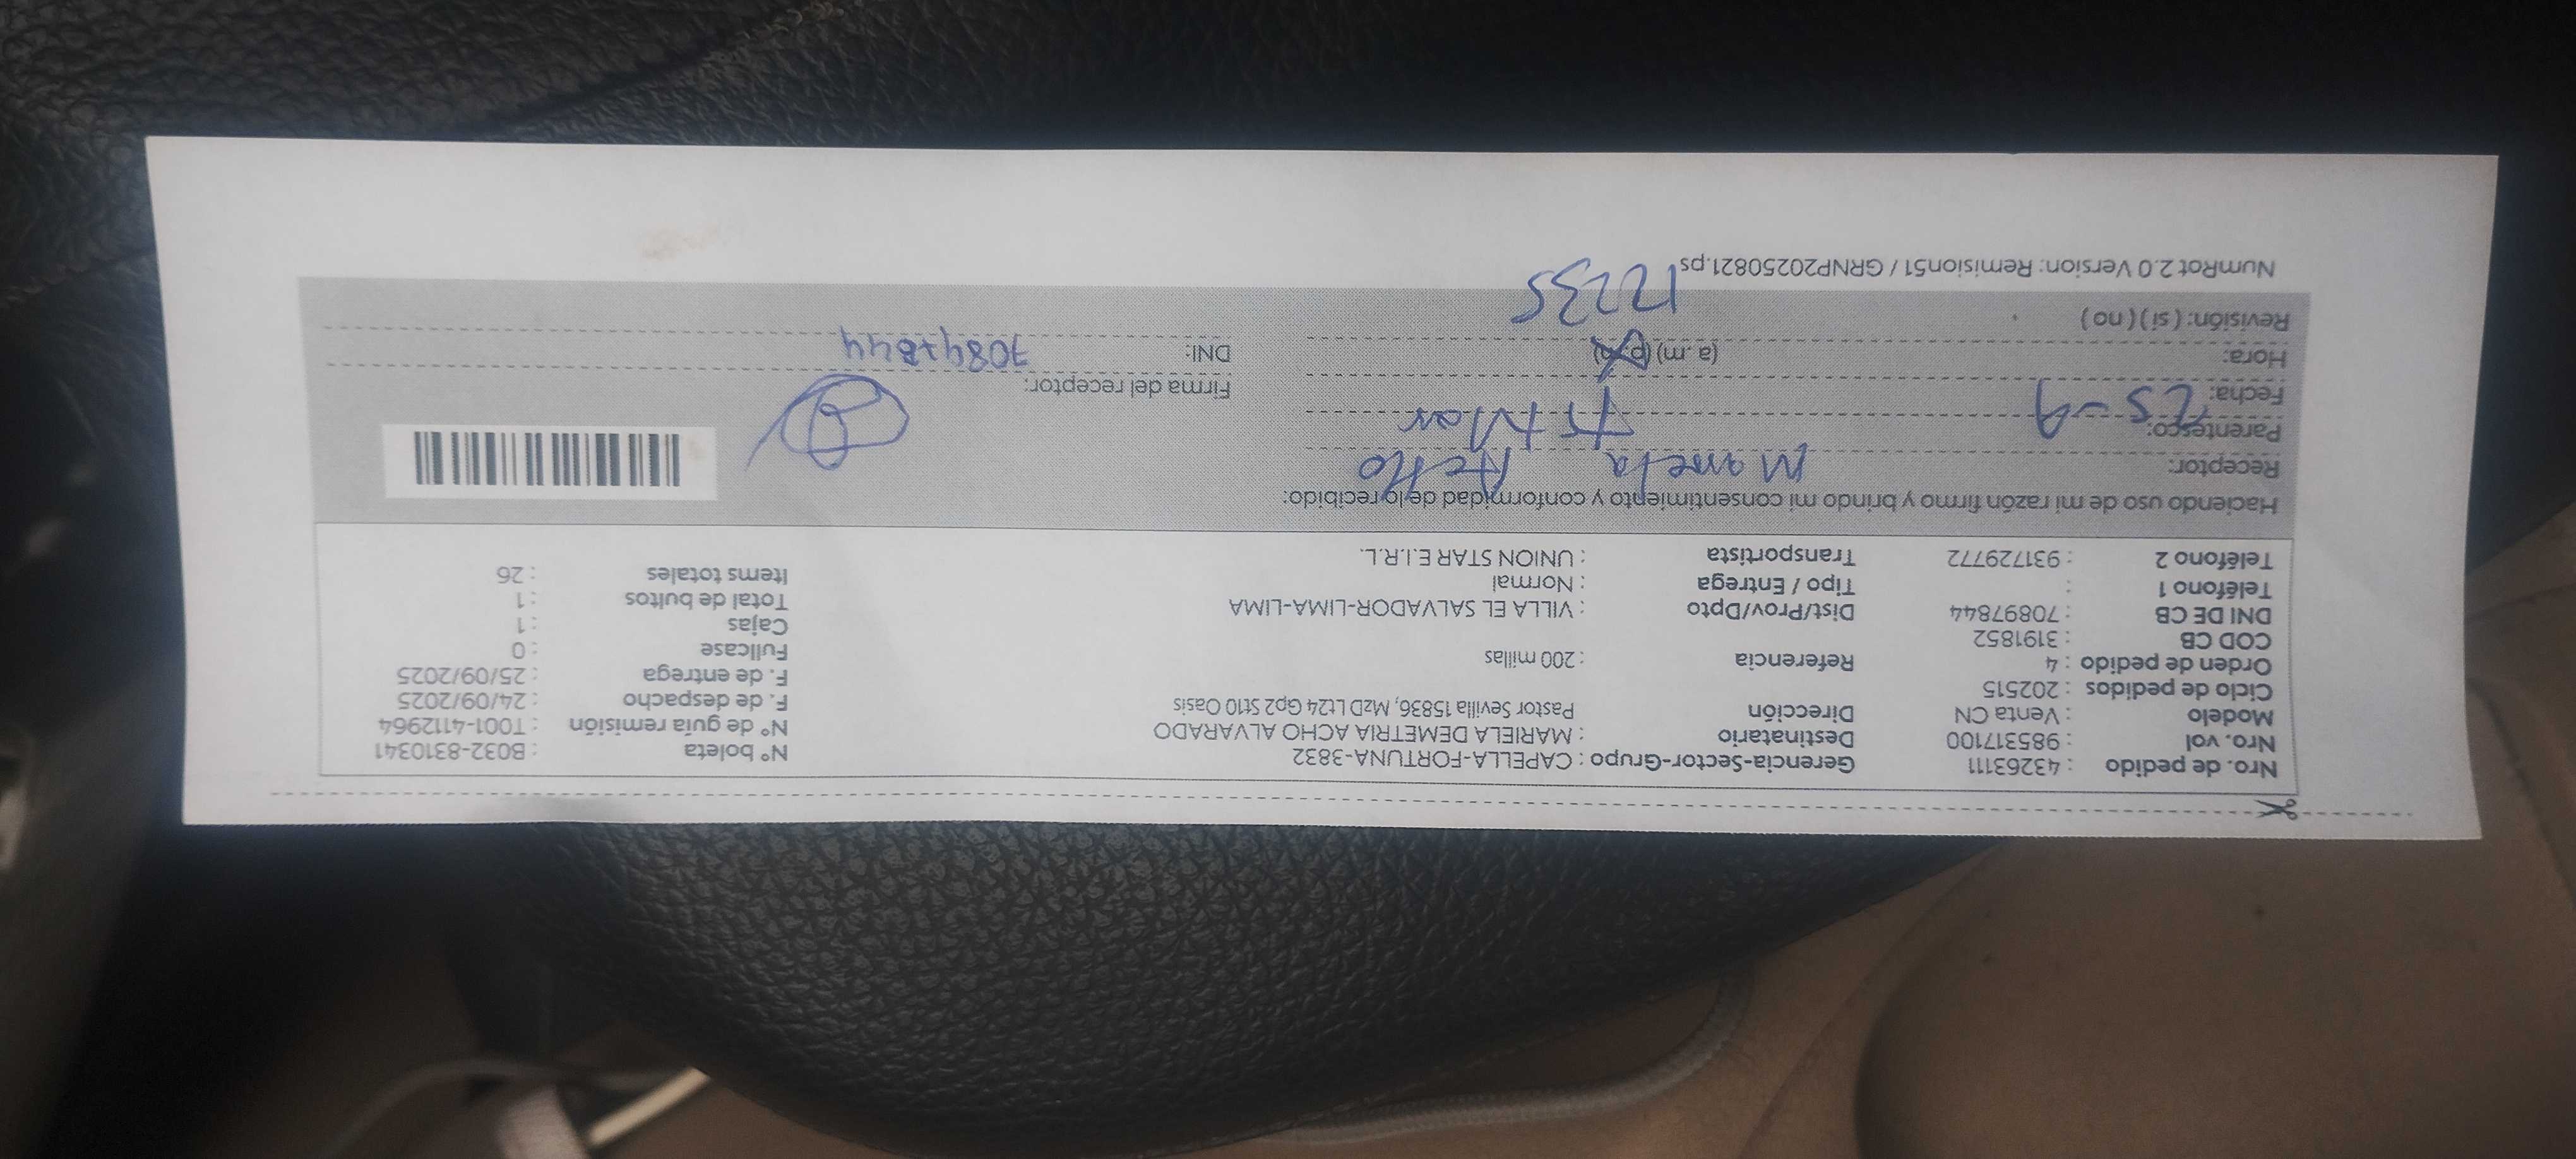 Nro. de pedido : 43263111 Gerencia-Sector-Grupo : CAPELLA-FORTUNA-3832 N° boleta : B032-8310341
Nro. vol : 985317100 Destinatario : MARIELA DEMETRIA ACHO ALVARADO N° de guía remisión : T001-4112964
Modelo : Venta CN Dirección Pastor Sevilla 15836, MzD Lt24 Gp2 St10 Oasis F. de despacho : 24/09/2025
Ciclo de pedidos : 202515 F. de entrega : 25/09/2025
Orden de pedido : 4 Referencia : 200 millas Fullcase : 0
COD CB : 3191852 Cajas : 1
DNI DE CB : 70897844 Dist/Prov/Dpto : VILLA EL SALVADOR-LIMA-LIMA Total de bultos : 1
Teléfono 1 : Tipo / Entrega : Normal Items totales : 26
Teléfono 2 : 931729772 Transportista : UNION STAR E.I.R.L.
Haciendo uso de mi razón firmo y brindo mi consentimiento y conformidad de lo recibido:
Receptor:
Parentesco:
Fecha: 25-9 Firma del receptor:
Hora: (a. m) (p. m) DNI: 70897844
Revisión: ( si ) ( no ) 12235
NumRot 2.0 Version: Remision51 / GRNP20250821.ps